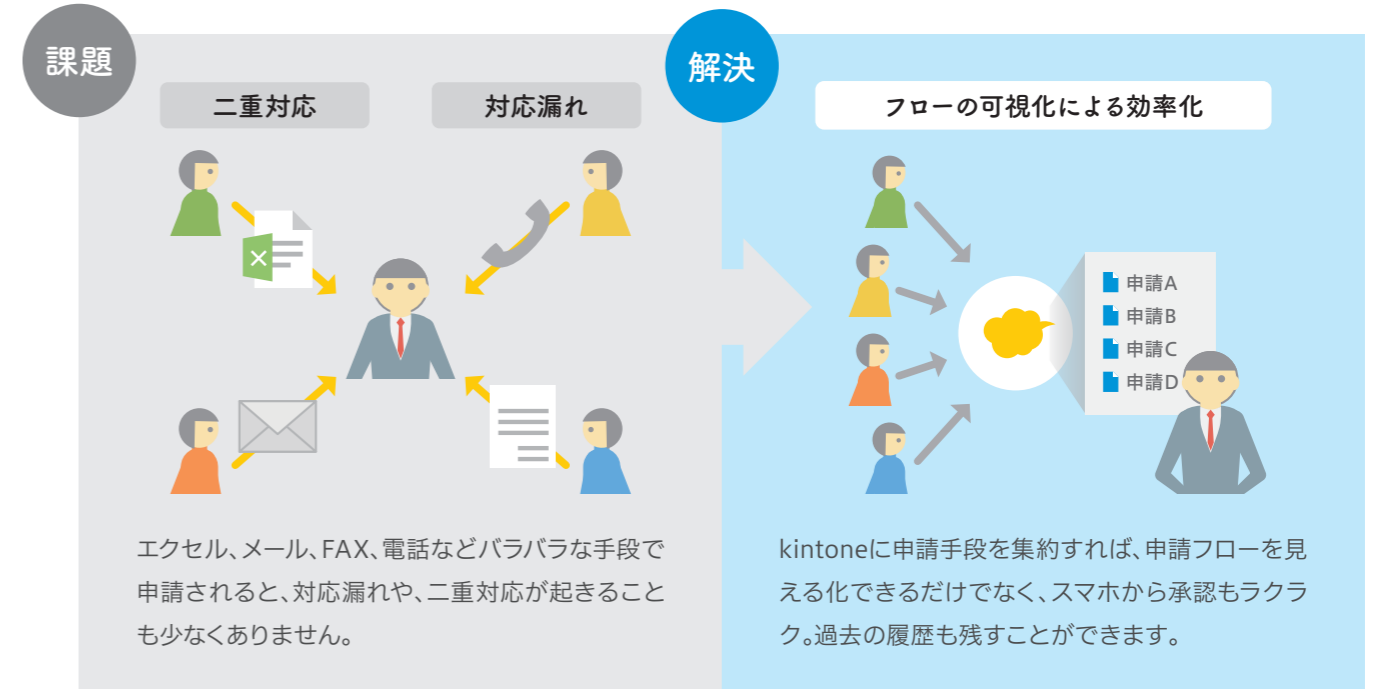 課題
二重対応
対応漏れ
エクセル、メール、FAX、電話などバラバラな手段で
申請されると、対応漏れや、二重対応が起きること
も少なくありません。
解決
フローの可視化による効率化
申請A
申請B
申請C
申請D
kintoneに申請手段を集約すれば、申請フローを見
える化できるだけでなく、スマホから承認もラクラ
ク。過去の履歴も残すことができます。